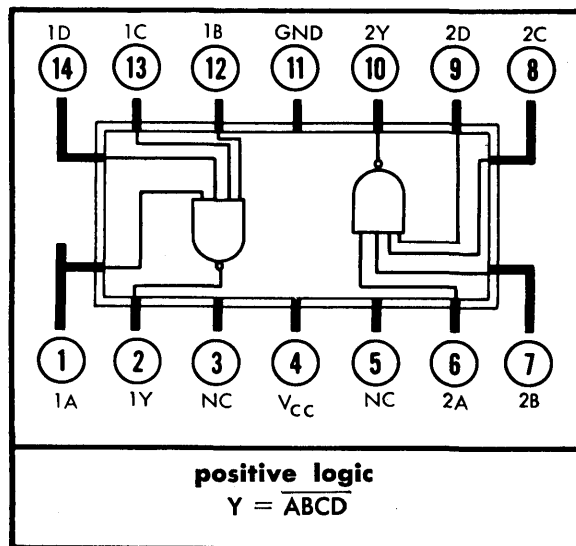 1D 1C 1B GND 2Y 2D 2C
14 13 12 11 10 9 8
1 2 3 4 5 6 7
1A 1Y NC VCC NC 2A 2B
positive logic
Y = \overline{ABCD}